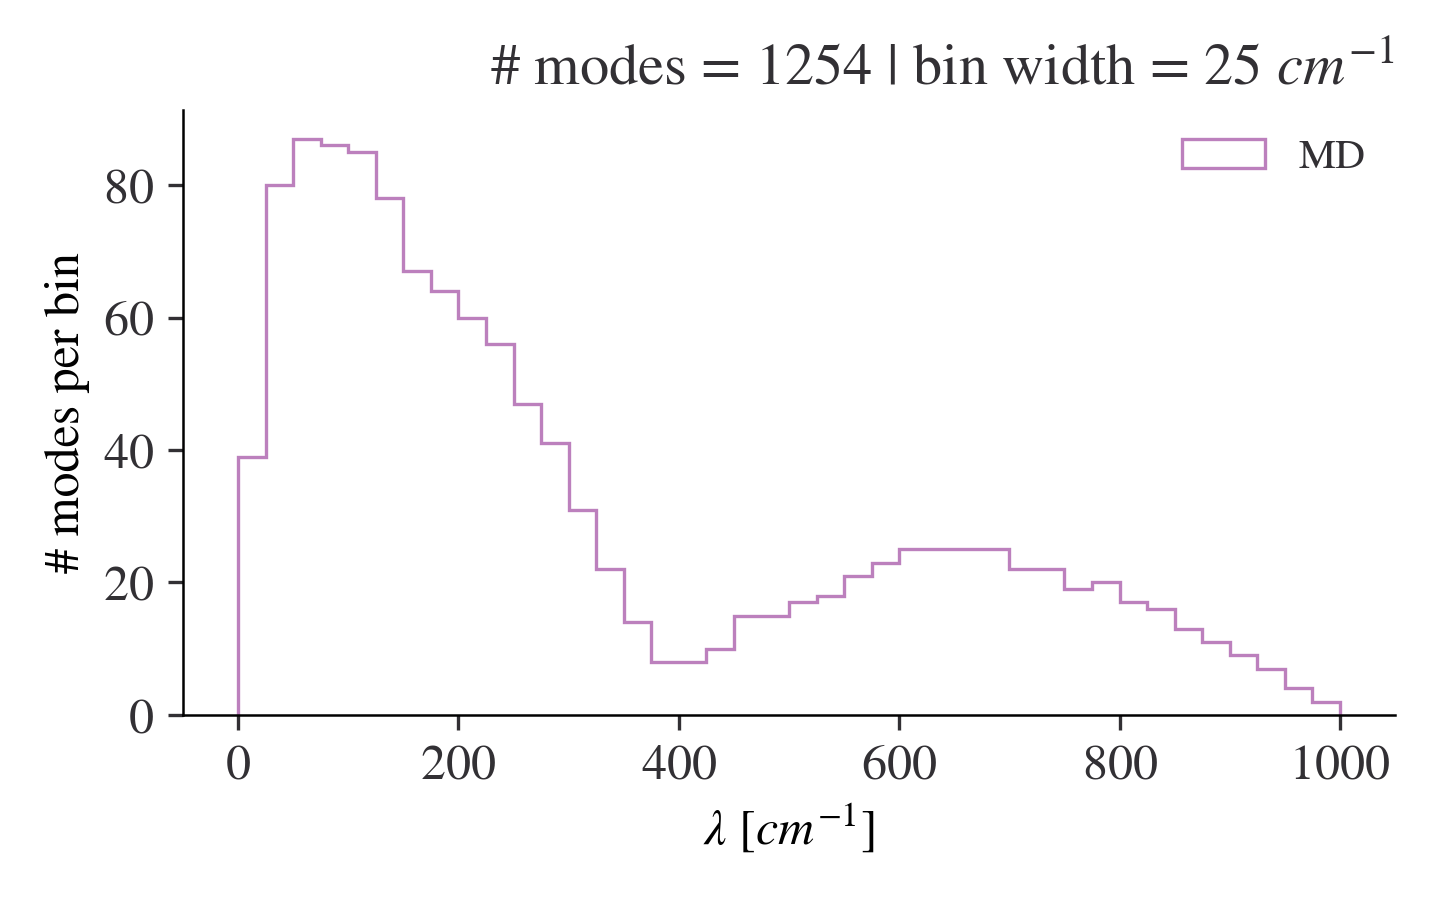 # modes = 1254 | bin width = 25 cm⁻¹
MD
# modes per bin
80
60
40
20
0
0 200 400 600 800 1000
λ [cm⁻¹]